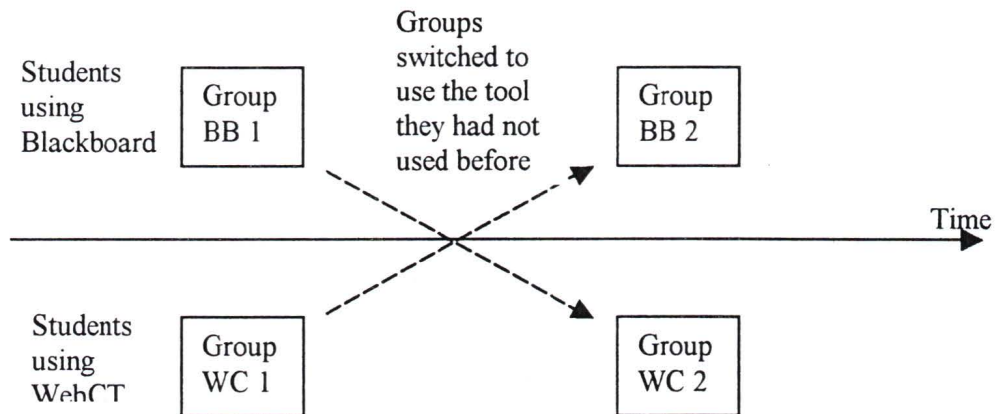 Students
using
Blackboard
Group
BB 1
Groups
switched to
use the tool
they had not
used before
Group
BB 2
Time
Students
using
WebCT
Group
WC 1
Group
WC 2